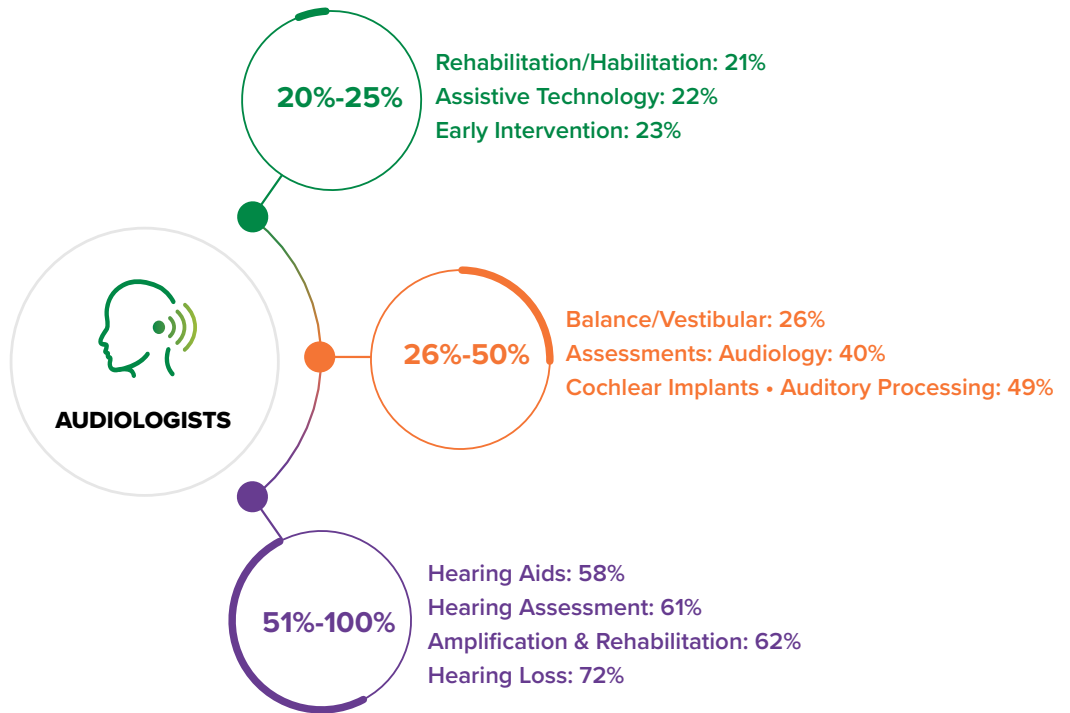 20%-25%
Rehabilitation/Habilitation: 21%
Assistive Technology: 22%
Early Intervention: 23%
AUDIOLOGISTS
26%-50%
Balance/Vestibular: 26%
Assessments: Audiology: 40%
Cochlear Implants • Auditory Processing: 49%
51%-100%
Hearing Aids: 58%
Hearing Assessment: 61%
Amplification & Rehabilitation: 62%
Hearing Loss: 72%